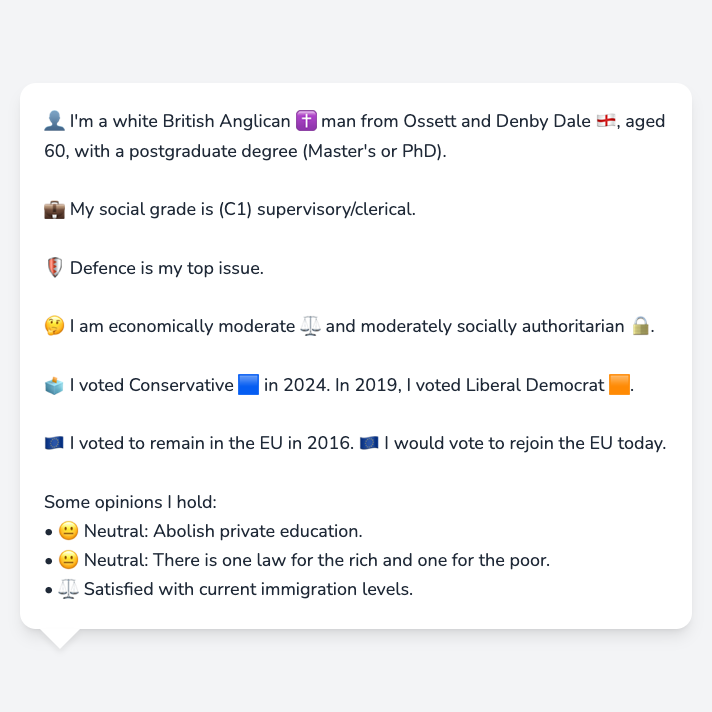 👤 I'm a white British Anglican ✝️ man from Ossett and Denby Dale 🏴󠁧󠁢󠁥󠁮󠁧󠁿, aged
60, with a postgraduate degree (Master's or PhD).
💼 My social grade is (C1) supervisory/clerical.
🛡️ Defence is my top issue.
🤔 I am economically moderate ⚖️ and moderately socially authoritarian 🔒.
🗳️ I voted Conservative 🟦 in 2024. In 2019, I voted Liberal Democrat 🟧.
🇪🇺 I voted to remain in the EU in 2016. 🇪🇺 I would vote to rejoin the EU today.
Some opinions I hold:
• 😐 Neutral: Abolish private education.
• 😐 Neutral: There is one law for the rich and one for the poor.
• ⚖️ Satisfied with current immigration levels.